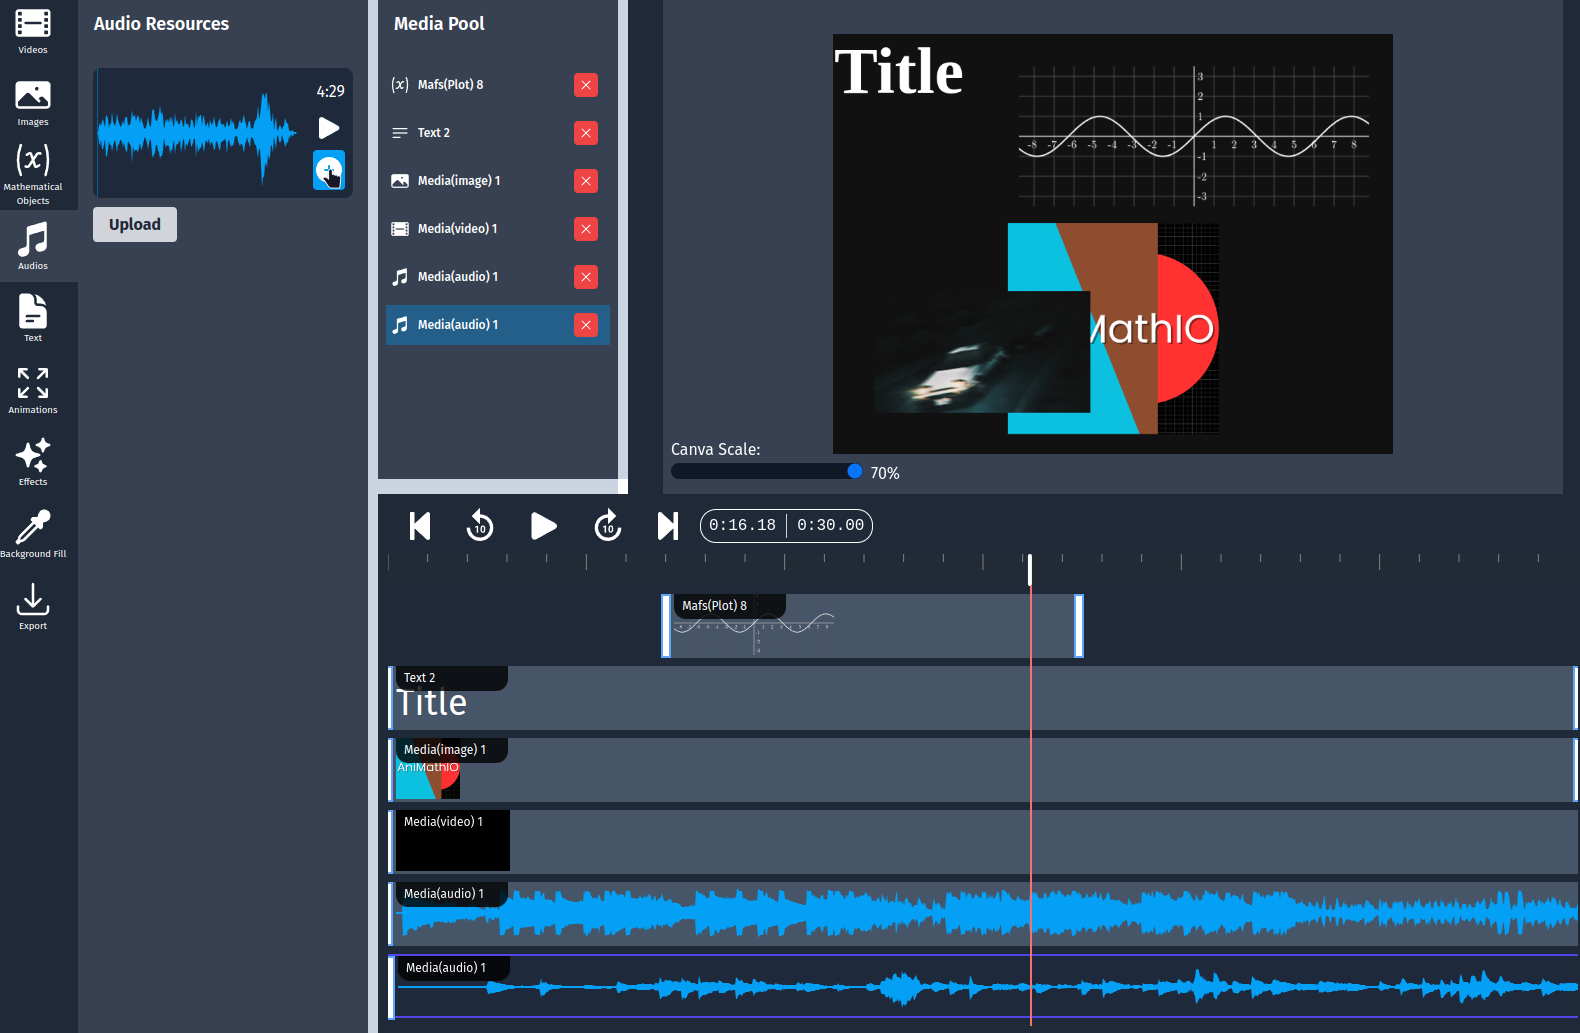 Videos
Images
Mathematical
Objects
Audios
Text
Animations
Effects
Background Fill
Export
Audio Resources
4:29
Upload
Media Pool
(x) Mafs(Plot) 8
Text 2
Media(image) 1
Media(video) 1
Media(audio) 1
Media(audio) 1
Title
3
2
1
-8 -7 -6 -5 -4 -3 -2 -1 1 2 3 4 5 6 7 8
-1
-2
-3
MathIO
Canva Scale:
70%
10
10
0:16.18 0:30.00
Mafs(Plot) 8
Text 2
Title
Media(image) 1
AniMathIO
Media(video) 1
Media(audio) 1
Media(audio) 1